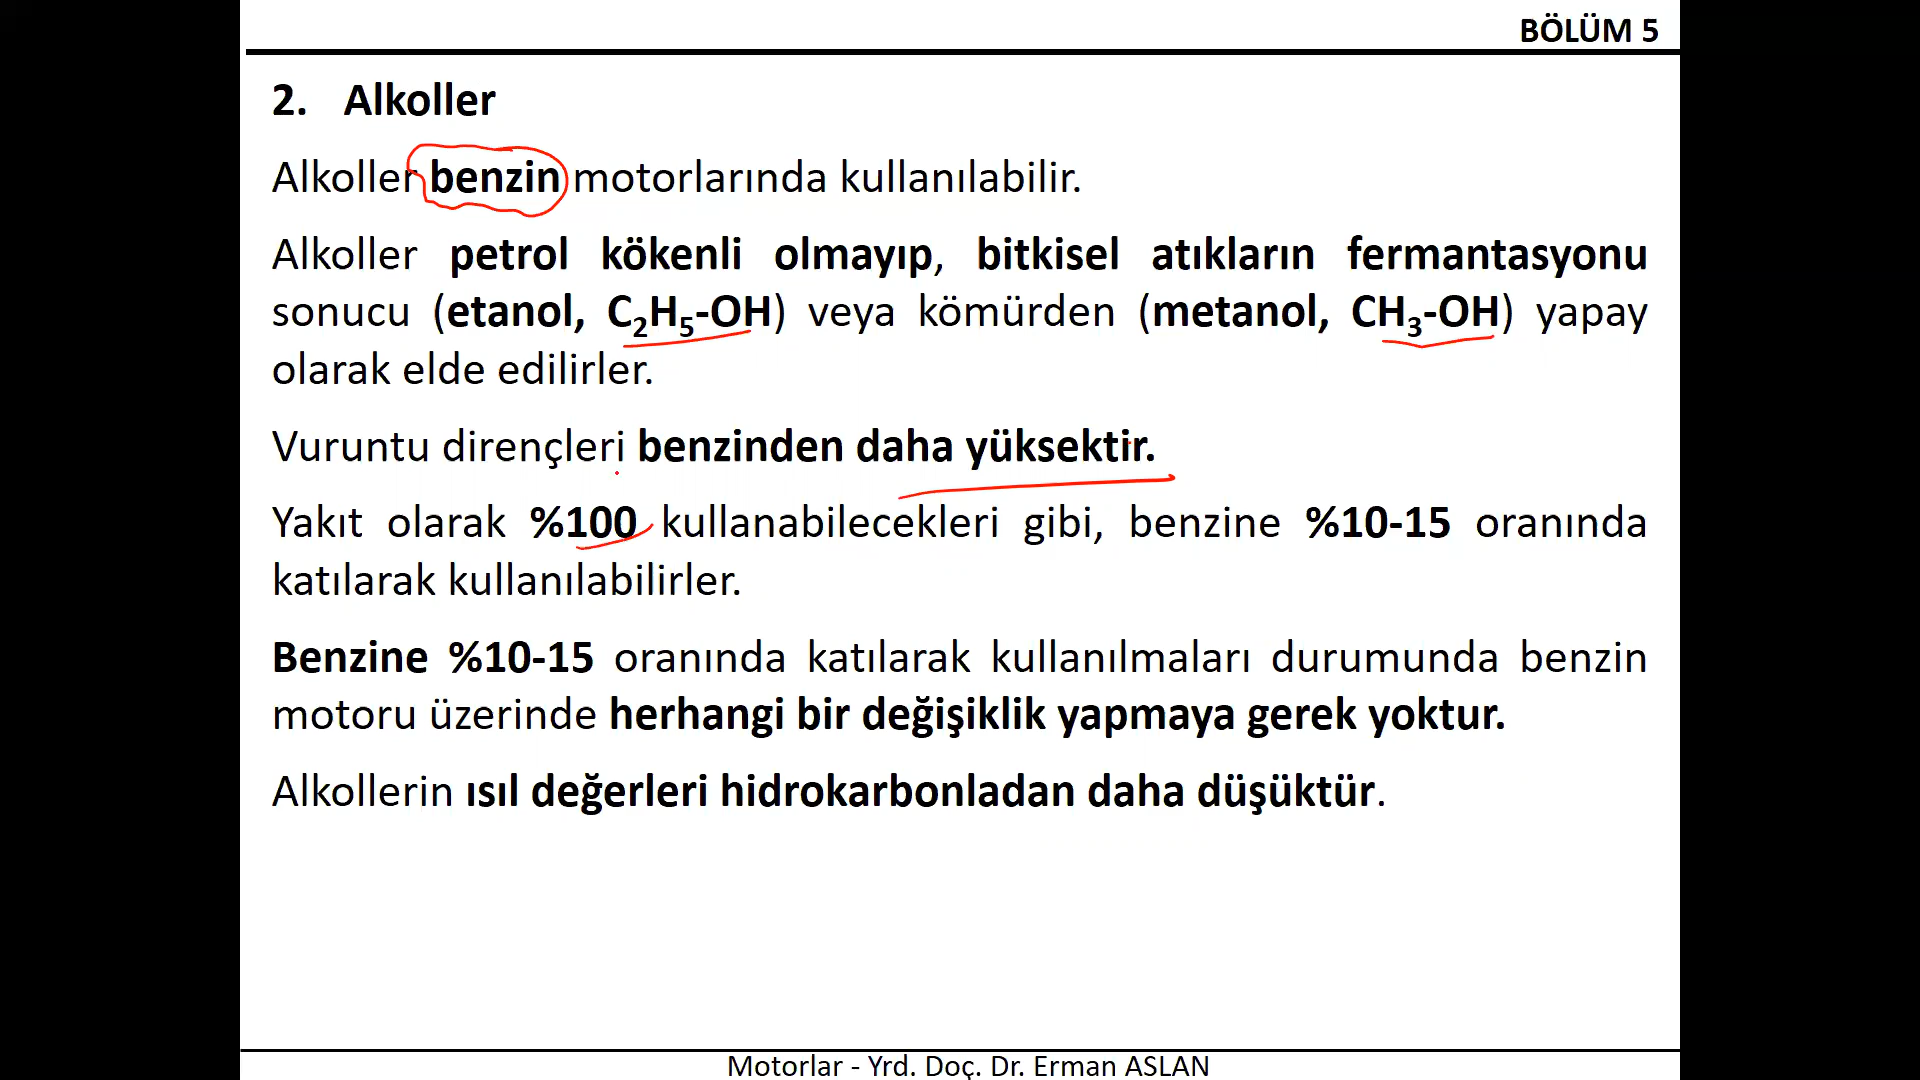 BÖLÜM 5
2. Alkoller
Alkoller benzin motorlarında kullanılabilir.
Alkoller petrol kökenli olmayıp, bitkisel atıkların fermantasyonu
sonucu (etanol, C₂H₅-OH) veya kömürden (metanol, CH₃-OH) yapay
olarak elde edilirler.
Vuruntu dirençleri benzinden daha yüksektir.
Yakıt olarak %100 kullanabilecekleri gibi, benzine %10-15 oranında
katılarak kullanılabilirler.
Benzine %10-15 oranında katılarak kullanılmaları durumunda benzin
motoru üzerinde herhangi bir değişiklik yapmaya gerek yoktur.
Alkollerin ısıl değerleri hidrokarbonladan daha düşüktür.
Motorlar - Yrd. Doç. Dr. Erman ASLAN